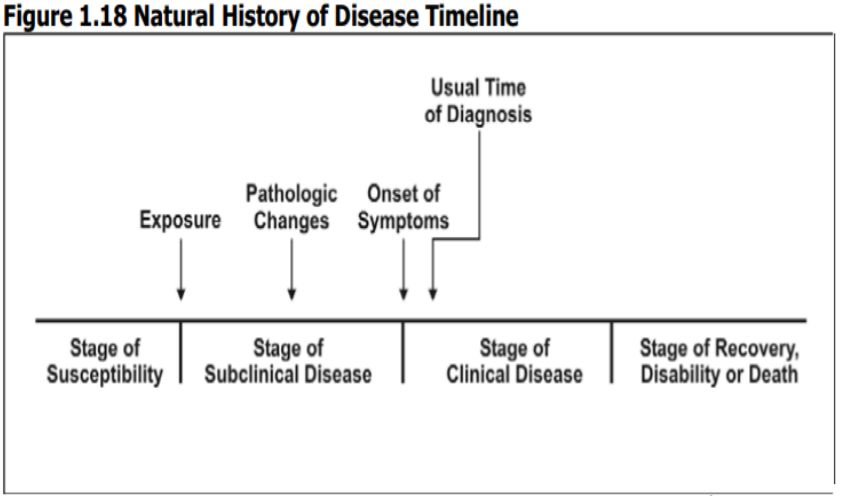 Figure 1.18 Natural History of Disease Timeline
Usual Time
of Diagnosis
Pathologic
Changes
Onset of
Symptoms
Exposure
Stage of
Susceptibility
Stage of
Subclinical Disease
Stage of
Clinical Disease
Stage of Recovery,
Disability or Death